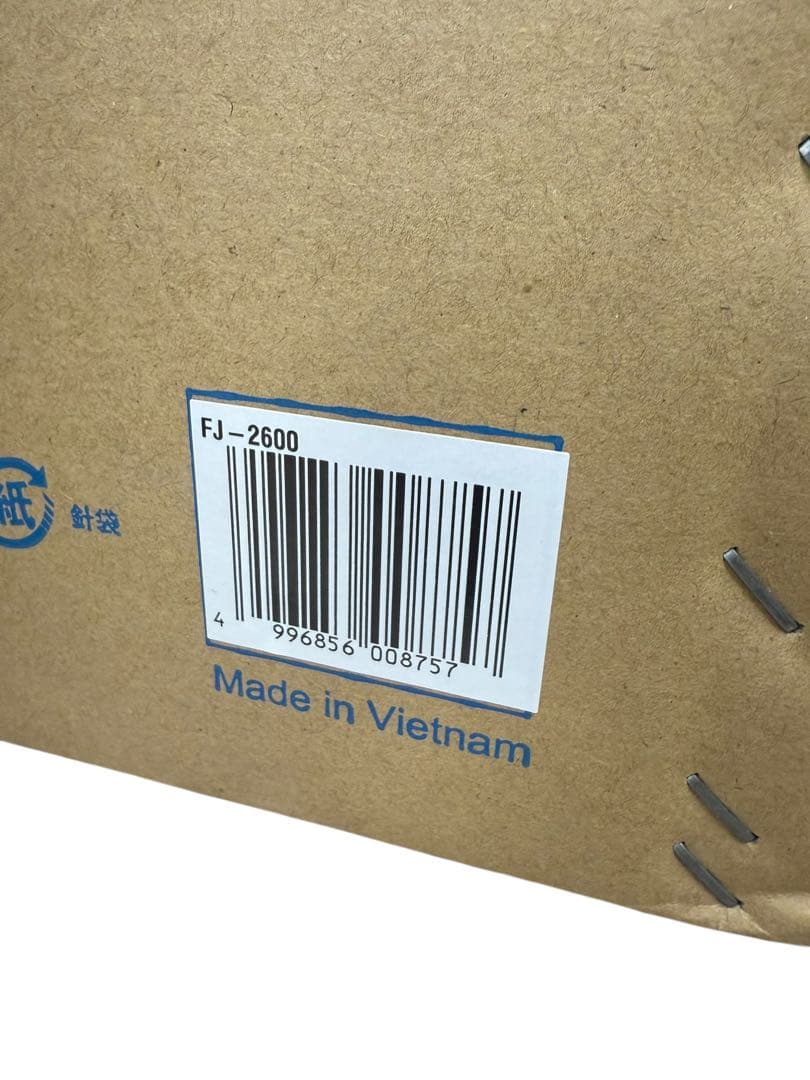 FJ-2600
4 996856 008757
紙
針袋
Made in Vietnam